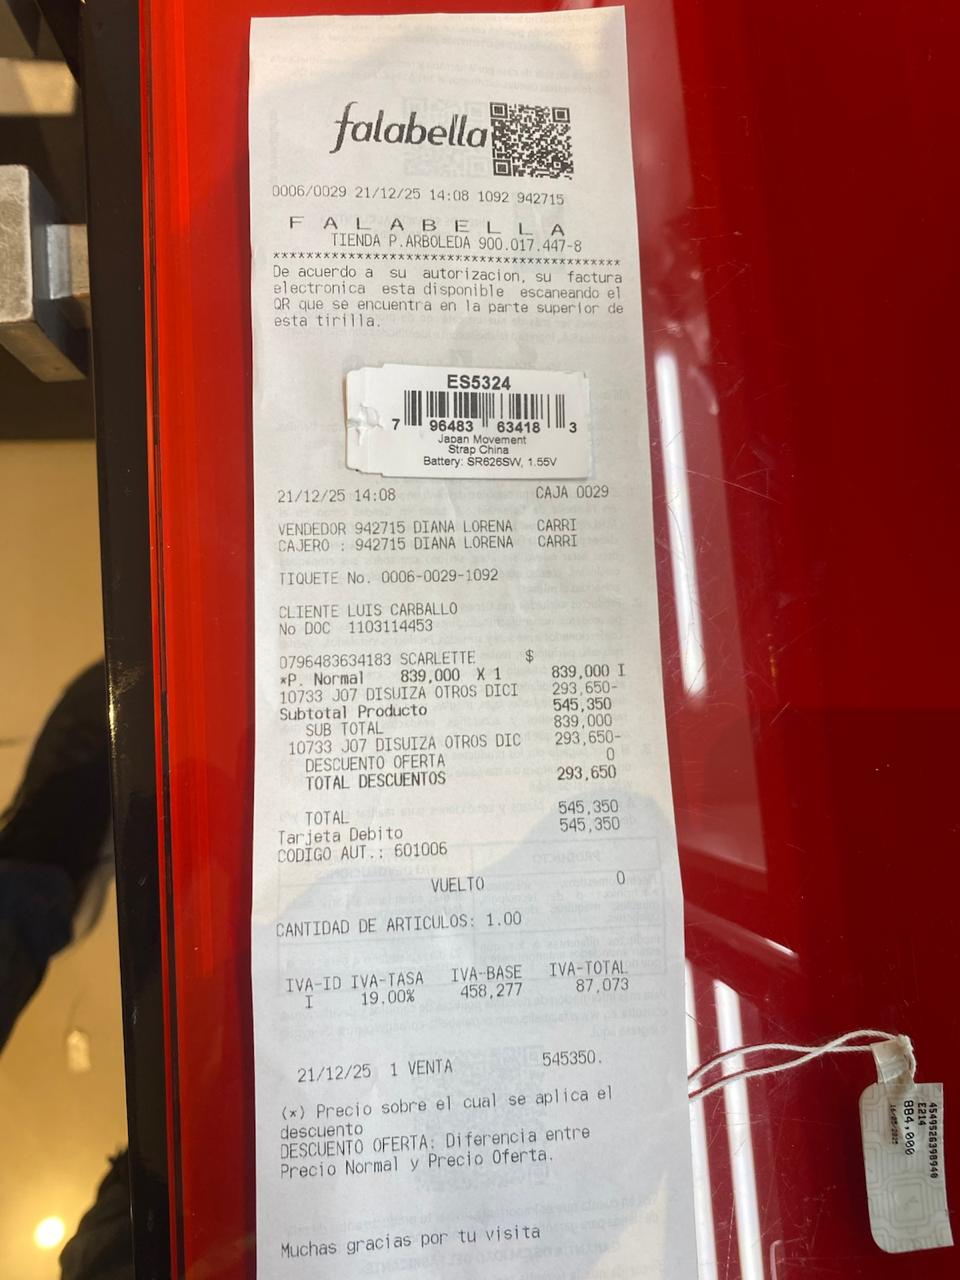 falabella
0006/0029 21/12/25 14:08 1092 942715
F A L A B E L L A
TIENDA P.ARBOLEDA 900.017.447-8
*****************************************
De acuerdo a su autorizacion, su factura
electronica esta disponible escaneando el
QR que se encuentra en la parte superior de
esta tirilla.
ES5324
7 96483 63418 3
Japan Movement
Strap China
Battery: SR626SW, 1.55V
21/12/25 14:08 CAJA 0029
VENDEDOR 942715 DIANA LORENA CARRI
CAJERO : 942715 DIANA LORENA CARRI
TIQUETE No. 0006-0029-1092
CLIENTE LUIS CARBALLO
No DOC 1103114453
0796483634183 SCARLETTE $
*P. Normal 839,000 X 1 839,000 I
10733 J07 DISUIZA OTROS DICI 293,650-
Subtotal Producto 545,350
SUB TOTAL 839,000
10733 J07 DISUIZA OTROS DIC 293,650-
DESCUENTO OFERTA 0
TOTAL DESCUENTOS 293,650
TOTAL 545,350
Tarjeta Debito 545,350
CODIGO AUT.: 601006
VUELTO 0
CANTIDAD DE ARTICULOS: 1.00
IVA-ID IVA-TASA IVA-BASE IVA-TOTAL
I 19.00% 458,277 87,073
21/12/25 1 VENTA 545350.
(*) Precio sobre el cual se aplica el
descuento
DESCUENTO OFERTA: Diferencia entre
Precio Normal y Precio Oferta.
Muchas gracias por tu visita
4549526398940
E214
884,000